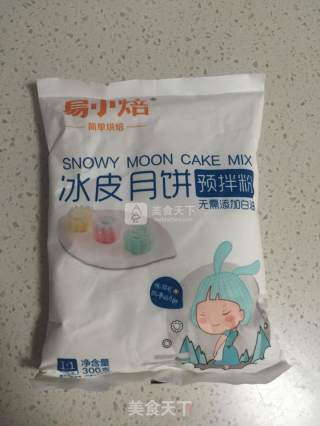 易小焙
简单烘焙
SNOWY MOON CAKE MIX
冰皮月饼预拌粉
无需添加白油
美食天下
1:1
净含量
300克
美食天下